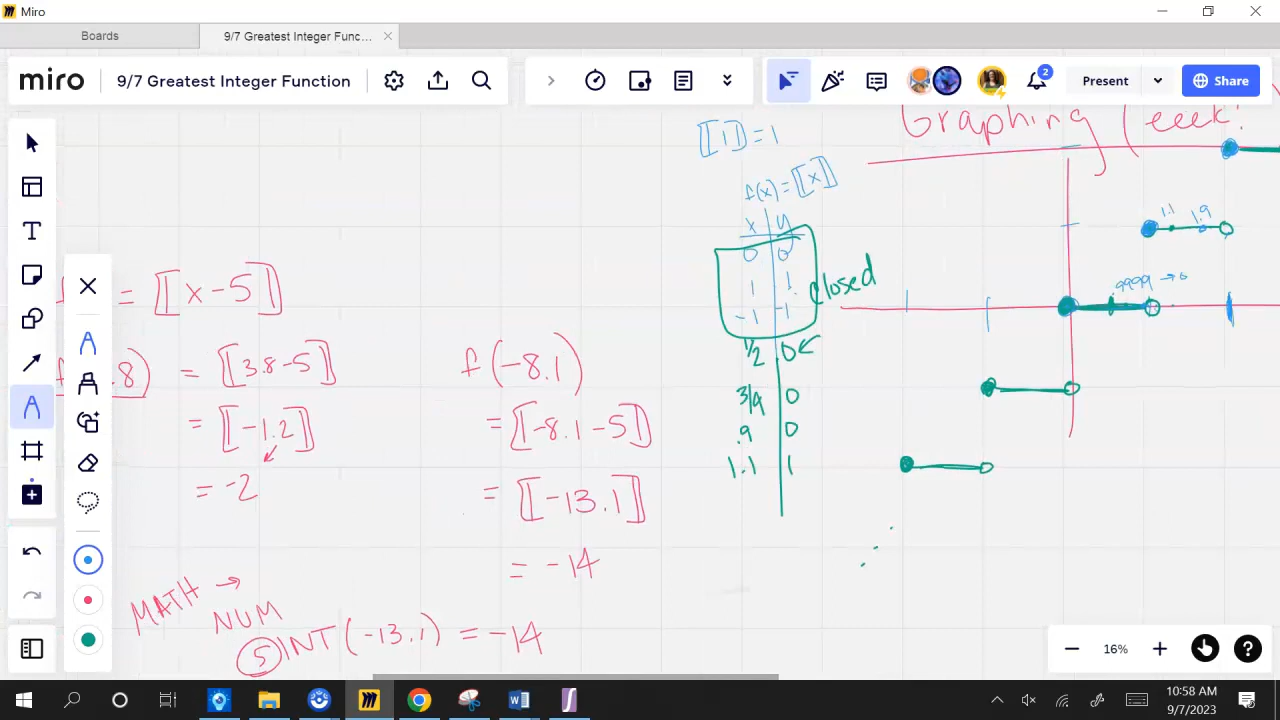 Miro
Boards
9/7 Greatest Integer Func...
miro
9/7 Greatest Integer Function
2
Present
Share
Graphing (eek!
[[1]] = 1
f(x) = [[x]]
x y
0 0
1 1
-1 -1
closed
1/2 0
3/4 0
.9 0
1.1 1
1.1 1.9
.9999 →
= [[x-5]]
.8) = [[3.8-5]]
= [[-1.2]]
= -2
f(-8.1)
= [[-8.1-5]]
= [[-13.1]]
= -14
MATH →
NUM
5 INT(-13.1) = -14
16%
10:58 AM
9/7/2023